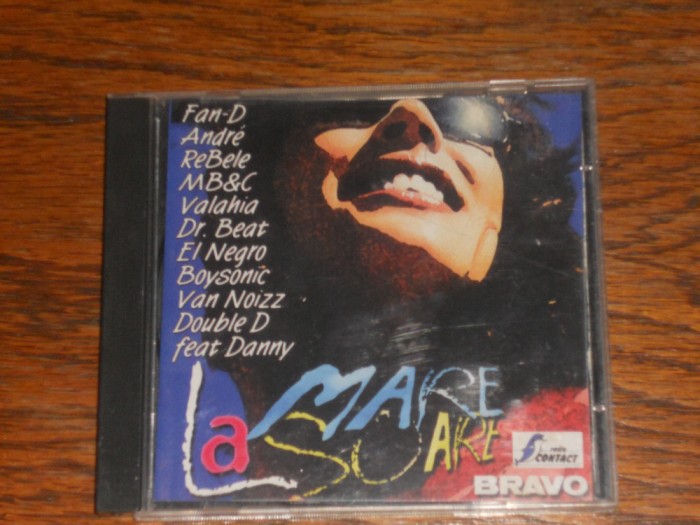 Fan-D
André
ReBele
MB&C
Valahia
Dr. Beat
El Negro
Boysonic
Van Noizz
Double D
feat Danny
La MARE
SOARE
radio
CONTACT
BRAVO